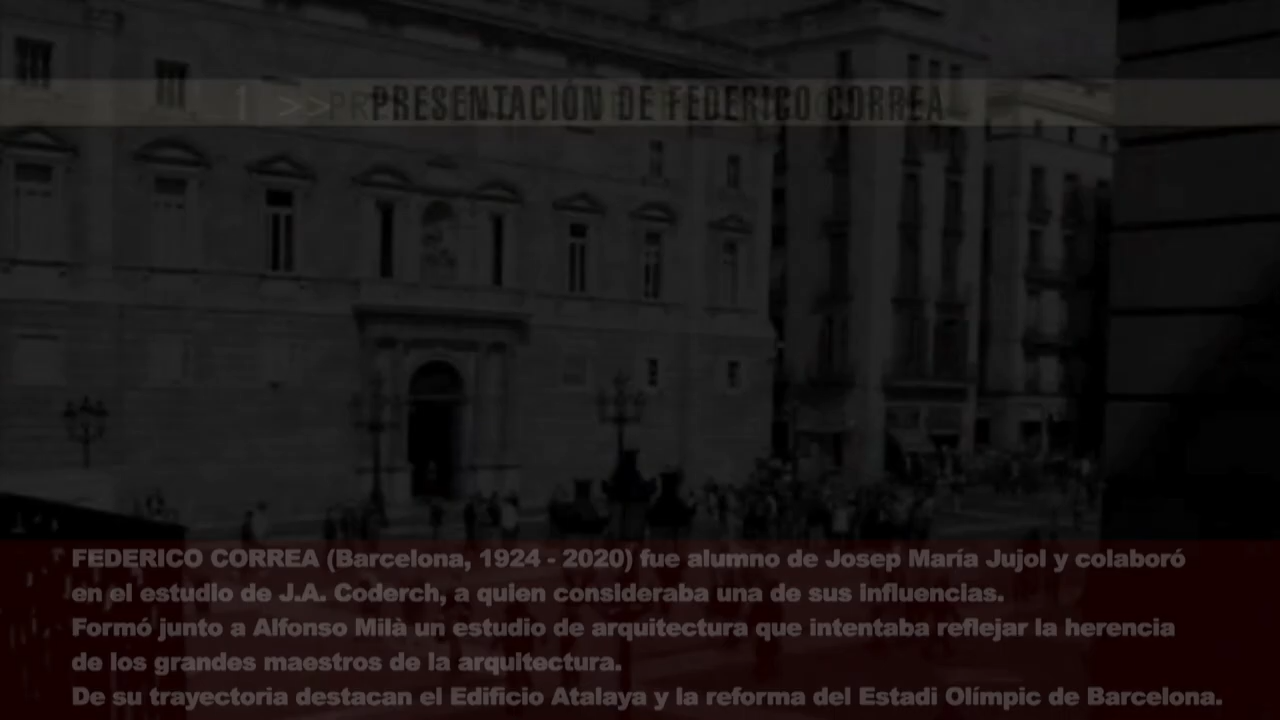 1 >> PRESENTACIÓN DE FEDERICO CORREA
FEDERICO CORREA (Barcelona, 1924 - 2020) fue alumno de Josep María Jujol y colaboró
en el estudio de J.A. Coderch, a quien consideraba una de sus influencias.
Formó junto a Alfonso Milà un estudio de arquitectura que intentaba reflejar la herencia
de los grandes maestros de la arquitectura.
De su trayectoria destacan el Edificio Atalaya y la reforma del Estadi Olímpic de Barcelona.